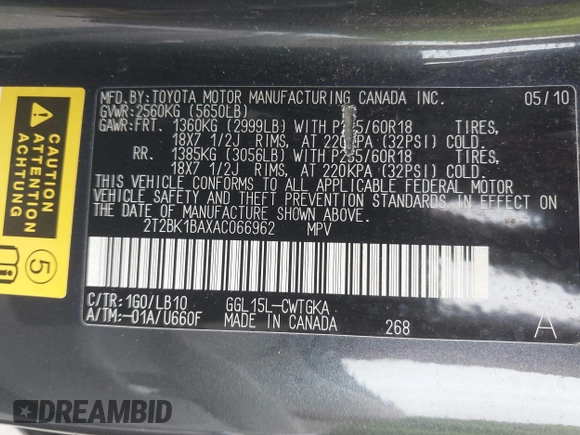 MFD.BY:TOYOTA MOTOR MANUFACTURING CANADA INC. 05/10
GVWR:2560KG (5650LB)
GAWR:FRT. 1360KG (2999LB) WITH P235/60R18 TIRES,
18X7 1/2J RIMS, AT 220KPA (32PSI) COLD.
RR. 1385KG (3056LB) WITH P235/60R18 TIRES,
18X7 1/2J RIMS, AT 220KPA (32PSI) COLD.
THIS VEHICLE CONFORMS TO ALL APPLICABLE FEDERAL MOTOR
VEHICLE SAFETY AND THEFT PREVENTION STANDARDS IN EFFECT ON
THE DATE OF MANUFACTURE SHOWN ABOVE.
2T2BK1BAXAC066962 MPV
C/TR:1G0/LB10 GGL15L-CWTGKA
A/TM:-01A/U660F MADE IN CANADA 268 A
5
DREAMBID